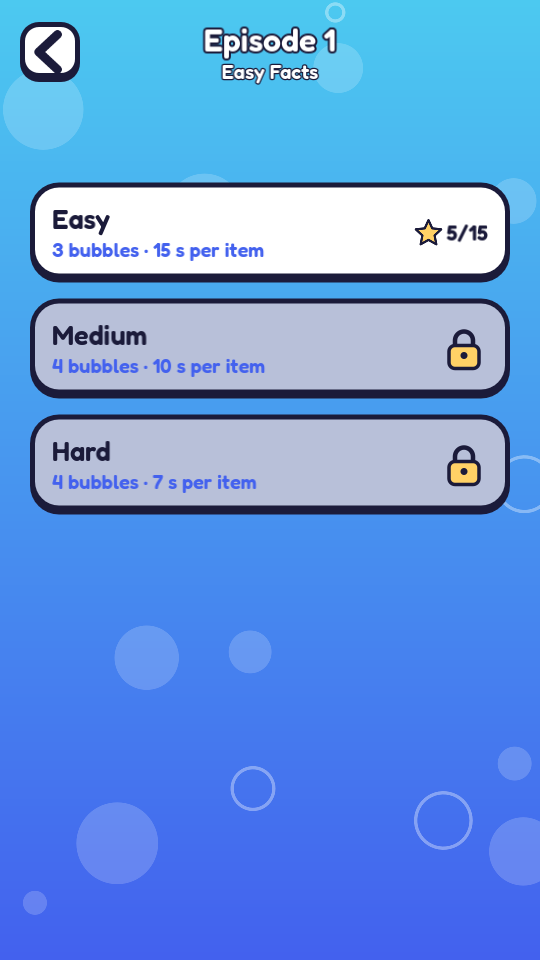 Episode 1
Easy Facts
Easy
3 bubbles · 15 s per item
5/15
Medium
4 bubbles · 10 s per item
Hard
4 bubbles · 7 s per item